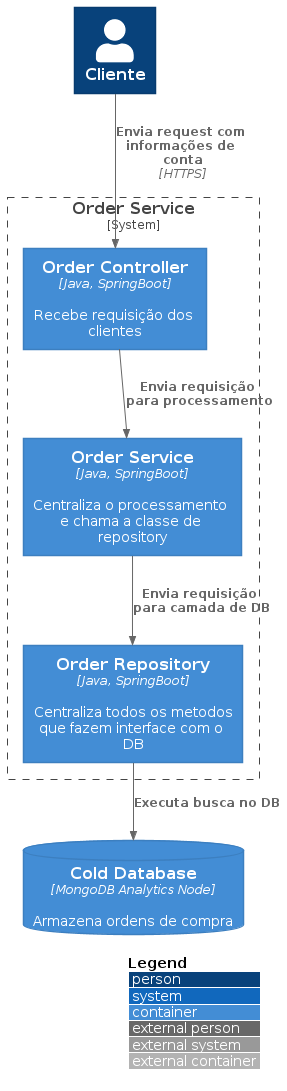 Cliente
Envia request com
informações de
conta
[HTTPS]
Order Service
[System]
Order Controller
[Java, SpringBoot]
Recebe requisição dos
clientes
Envia requisição
para processamento
Order Service
[Java, SpringBoot]
Centraliza o processamento
e chama a classe de
repository
Envia requisição
para camada de DB
Order Repository
[Java, SpringBoot]
Centraliza todos os metodos
que fazem interface com o
DB
Executa busca no DB
Cold Database
[MongoDB Analytics Node]
Armazena ordens de compra
Legend
person
system
container
external person
external system
external container